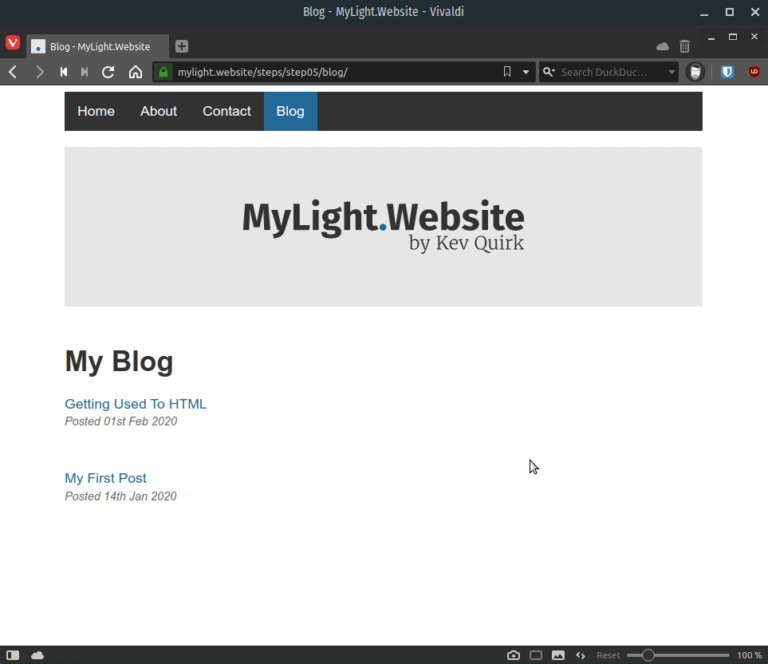 Blog - MyLight.Website - Vivaldi
Blog - MyLight.Website
mylight.website/steps/step05/blog/
Search DuckDuc...
Home About Contact Blog
MyLight.Website
by Kev Quirk
My Blog
Getting Used To HTML
Posted 01st Feb 2020
My First Post
Posted 14th Jan 2020
Reset 100 %